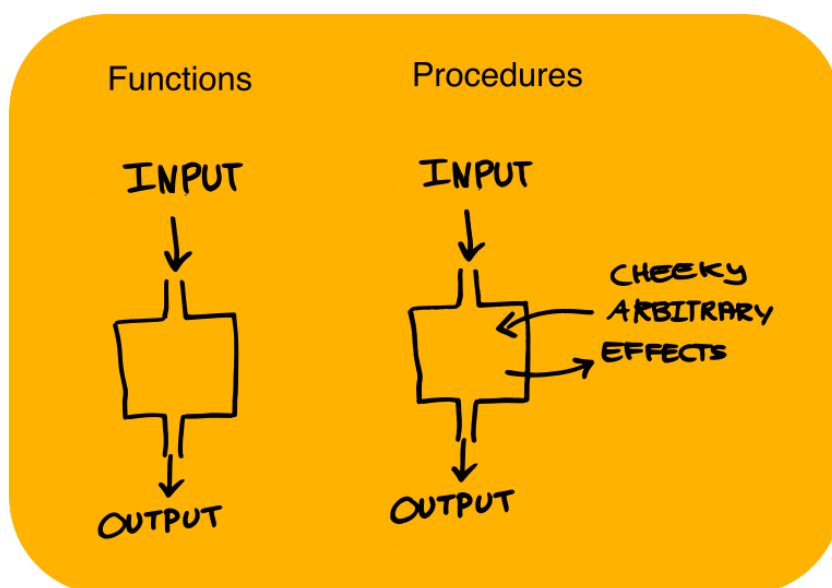 Functions
INPUT
OUTPUT
Procedures
INPUT
CHEEKY
ARBITRARY
EFFECTS
OUTPUT